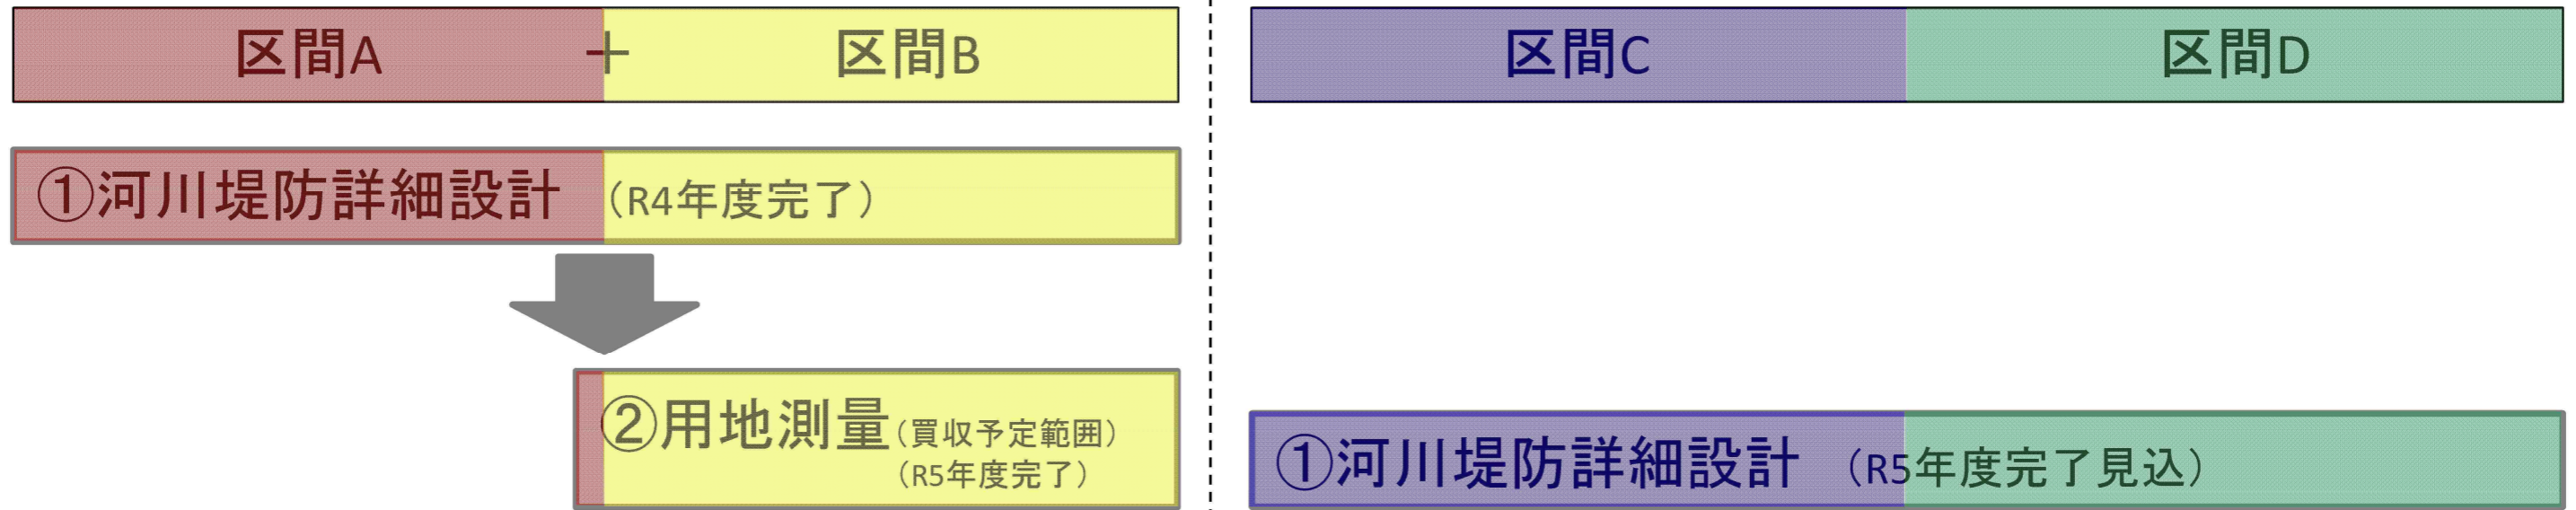 区間A + 区間B
区間C 区間D
①河川堤防詳細設計（R4年度完了）
②用地測量（買収予定範囲）
（R5年度完了）
①河川堤防詳細設計（R5年度完了見込）